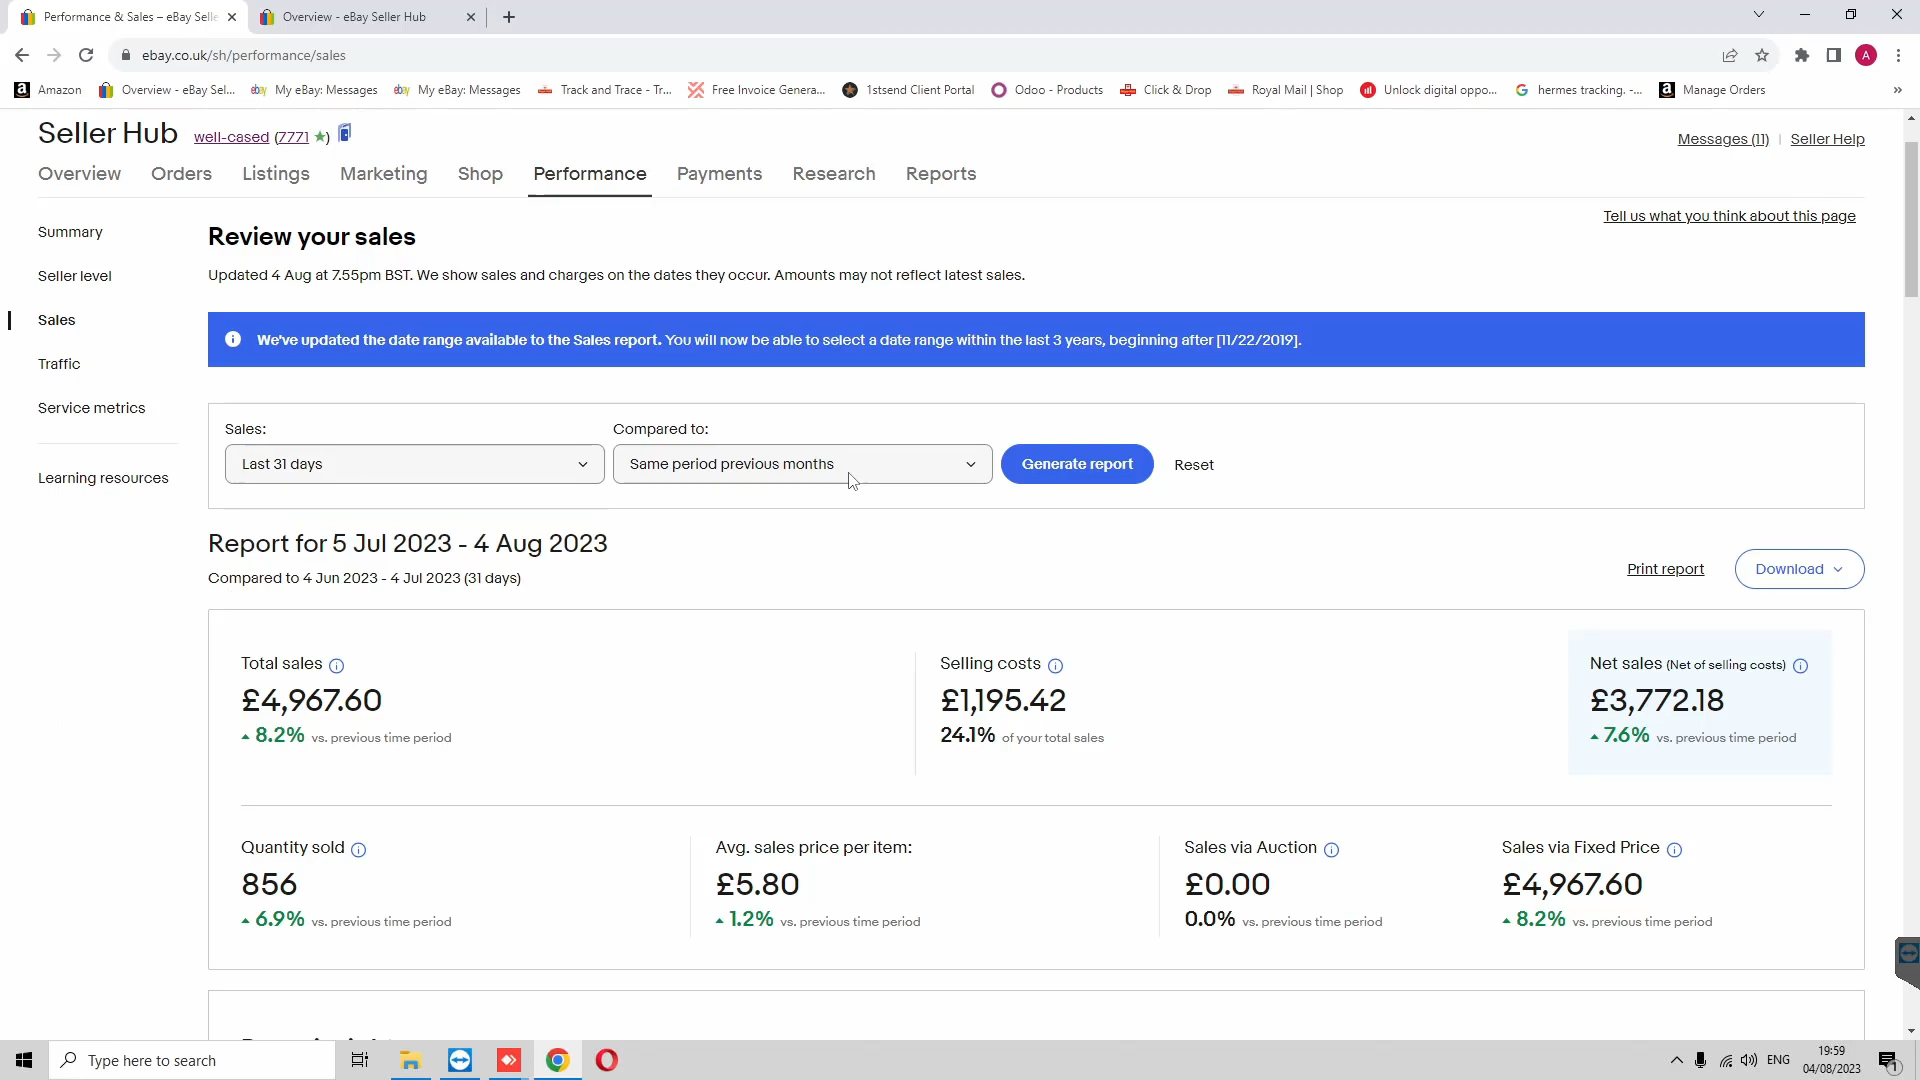 Performance & Sales – eBay Selle
Overview - eBay Seller Hub
ebay.co.uk/sh/performance/sales
A
Amazon
Overview - eBay Sel...
My eBay: Messages
My eBay: Messages
Track and Trace - Tr...
Free Invoice Genera...
1stsend Client Portal
Odoo - Products
Click & Drop
Royal Mail | Shop
Unlock digital oppo...
hermes tracking. -...
Manage Orders
»
Seller Hub well-cased (7771 ★)
Messages (11) | Seller Help
Overview Orders Listings Marketing Shop Performance Payments Research Reports
Tell us what you think about this page
Summary
Seller level
Sales
Traffic
Service metrics
Learning resources
Review your sales
Updated 4 Aug at 7.55pm BST. We show sales and charges on the dates they occur. Amounts may not reflect latest sales.
We've updated the date range available to the Sales report. You will now be able to select a date range within the last 3 years, beginning after [11/22/2019].
Sales:
Last 31 days
Compared to:
Same period previous months
Generate report
Reset
Report for 5 Jul 2023 - 4 Aug 2023
Compared to 4 Jun 2023 - 4 Jul 2023 (31 days)
Print report
Download
Total sales
£4,967.60
8.2% vs. previous time period
Selling costs
£1,195.42
24.1% of your total sales
Net sales (Net of selling costs)
£3,772.18
7.6% vs. previous time period
Quantity sold
856
6.9% vs. previous time period
Avg. sales price per item:
£5.80
1.2% vs. previous time period
Sales via Auction
£0.00
0.0% vs. previous time period
Sales via Fixed Price
£4,967.60
8.2% vs. previous time period
Type here to search
ENG
19:59
04/08/2023
1